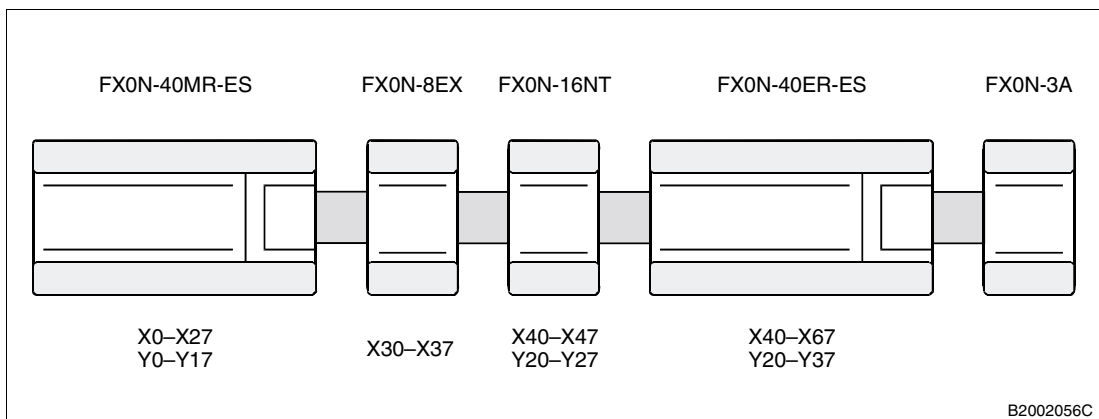 FX0N-40MR-ES FX0N-8EX FX0N-16NT FX0N-40ER-ES FX0N-3A
X0–X27
Y0–Y17
X30–X37
X40–X47
Y20–Y27
X40–X67
Y20–Y37
B2002056C